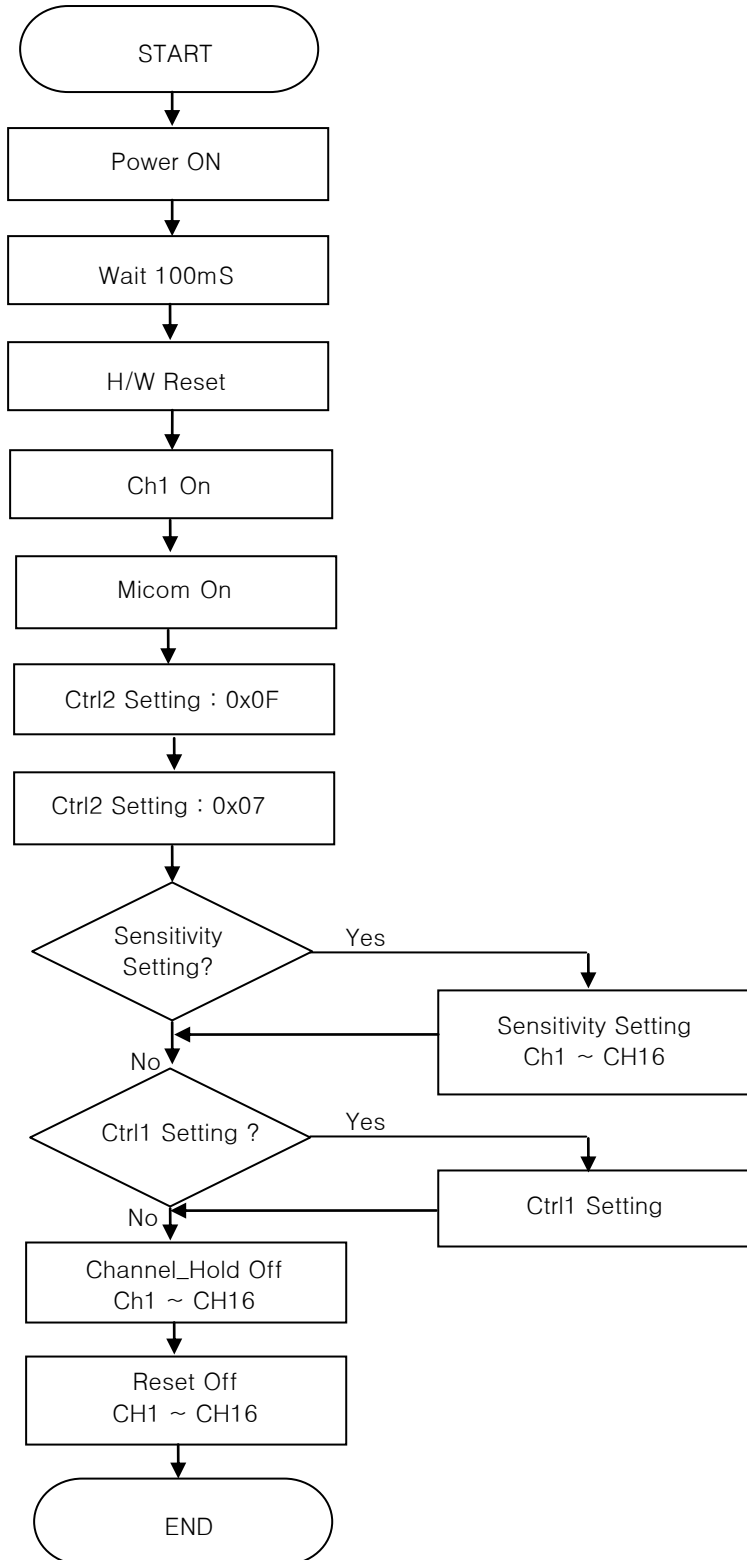 START
Power ON
Wait 100mS
H/W Reset
Ch1 On
Micom On
Ctrl2 Setting : 0x0F
Ctrl2 Setting : 0x07
Sensitivity
Setting?
Yes
Sensitivity Setting
Ch1 ~ CH16
No
Ctrl1 Setting ?
Yes
Ctrl1 Setting
No
Channel_Hold Off
Ch1 ~ CH16
Reset Off
CH1 ~ CH16
END